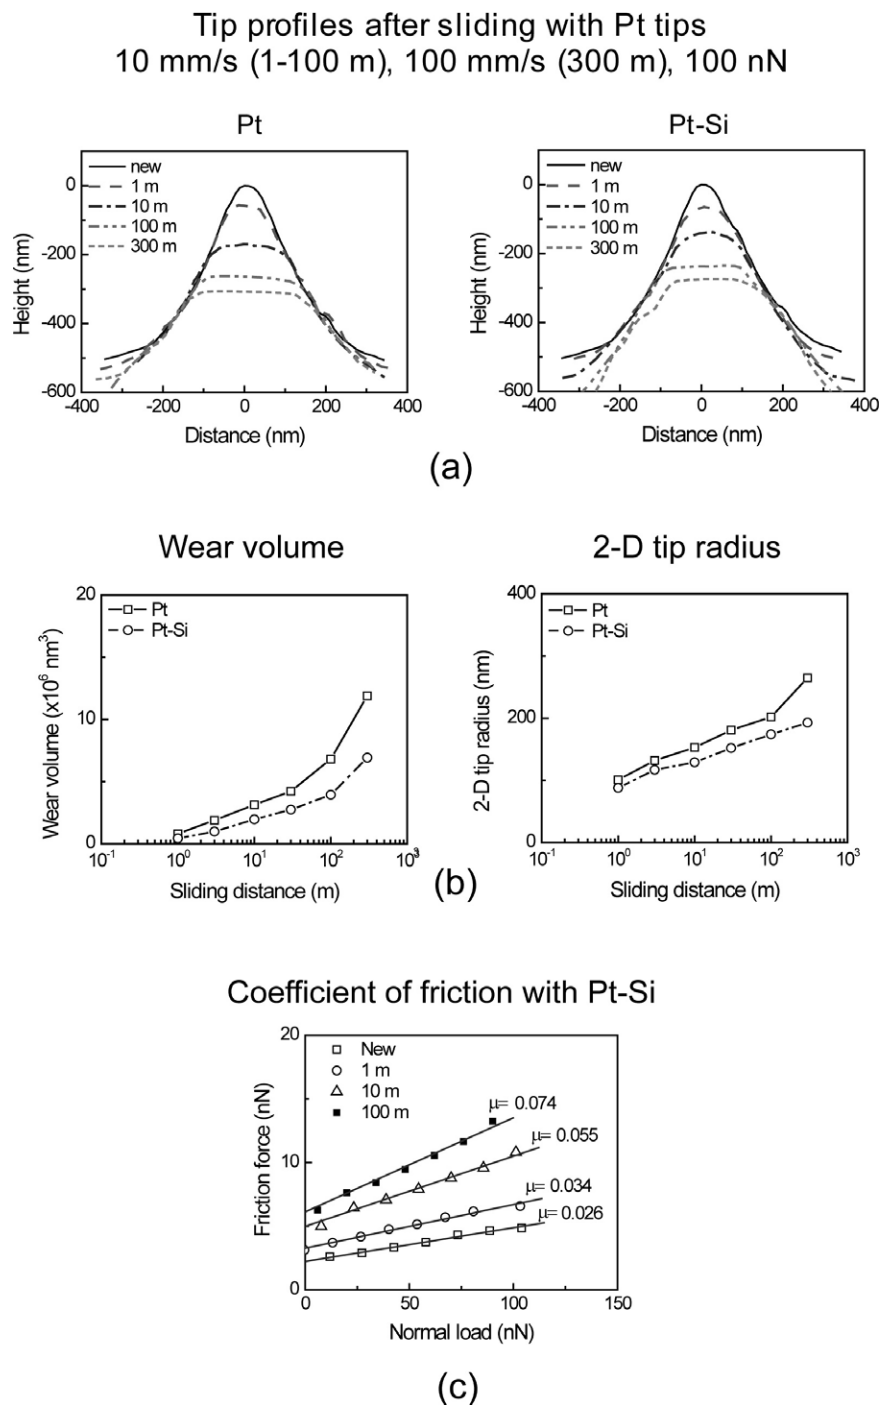 Tip profiles after sliding with Pt tips
10 mm/s (1-100 m), 100 mm/s (300 m), 100 nN
Pt
new
1 m
10 m
100 m
300 m
0
-200
-400
-600
Height (nm)
-400
-200
0
200
400
Distance (nm)
Pt-Si
new
1 m
10 m
100 m
300 m
0
-200
-400
-600
Height (nm)
-400
-200
0
200
400
Distance (nm)
(a)
Wear volume
Pt
Pt-Si
20
10
0
Wear volume (x10⁶ nm³)
10⁻¹
10⁰
10¹
10²
10³
Sliding distance (m)
2-D tip radius
Pt
Pt-Si
400
200
0
2-D tip radius (nm)
10⁻¹
10⁰
10¹
10²
10³
Sliding distance (m)
(b)
Coefficient of friction with Pt-Si
New
1 m
10 m
100 m
μ= 0.074
μ= 0.055
μ= 0.034
μ= 0.026
20
10
0
Friction force (nN)
0
50
100
150
Normal load (nN)
(c)